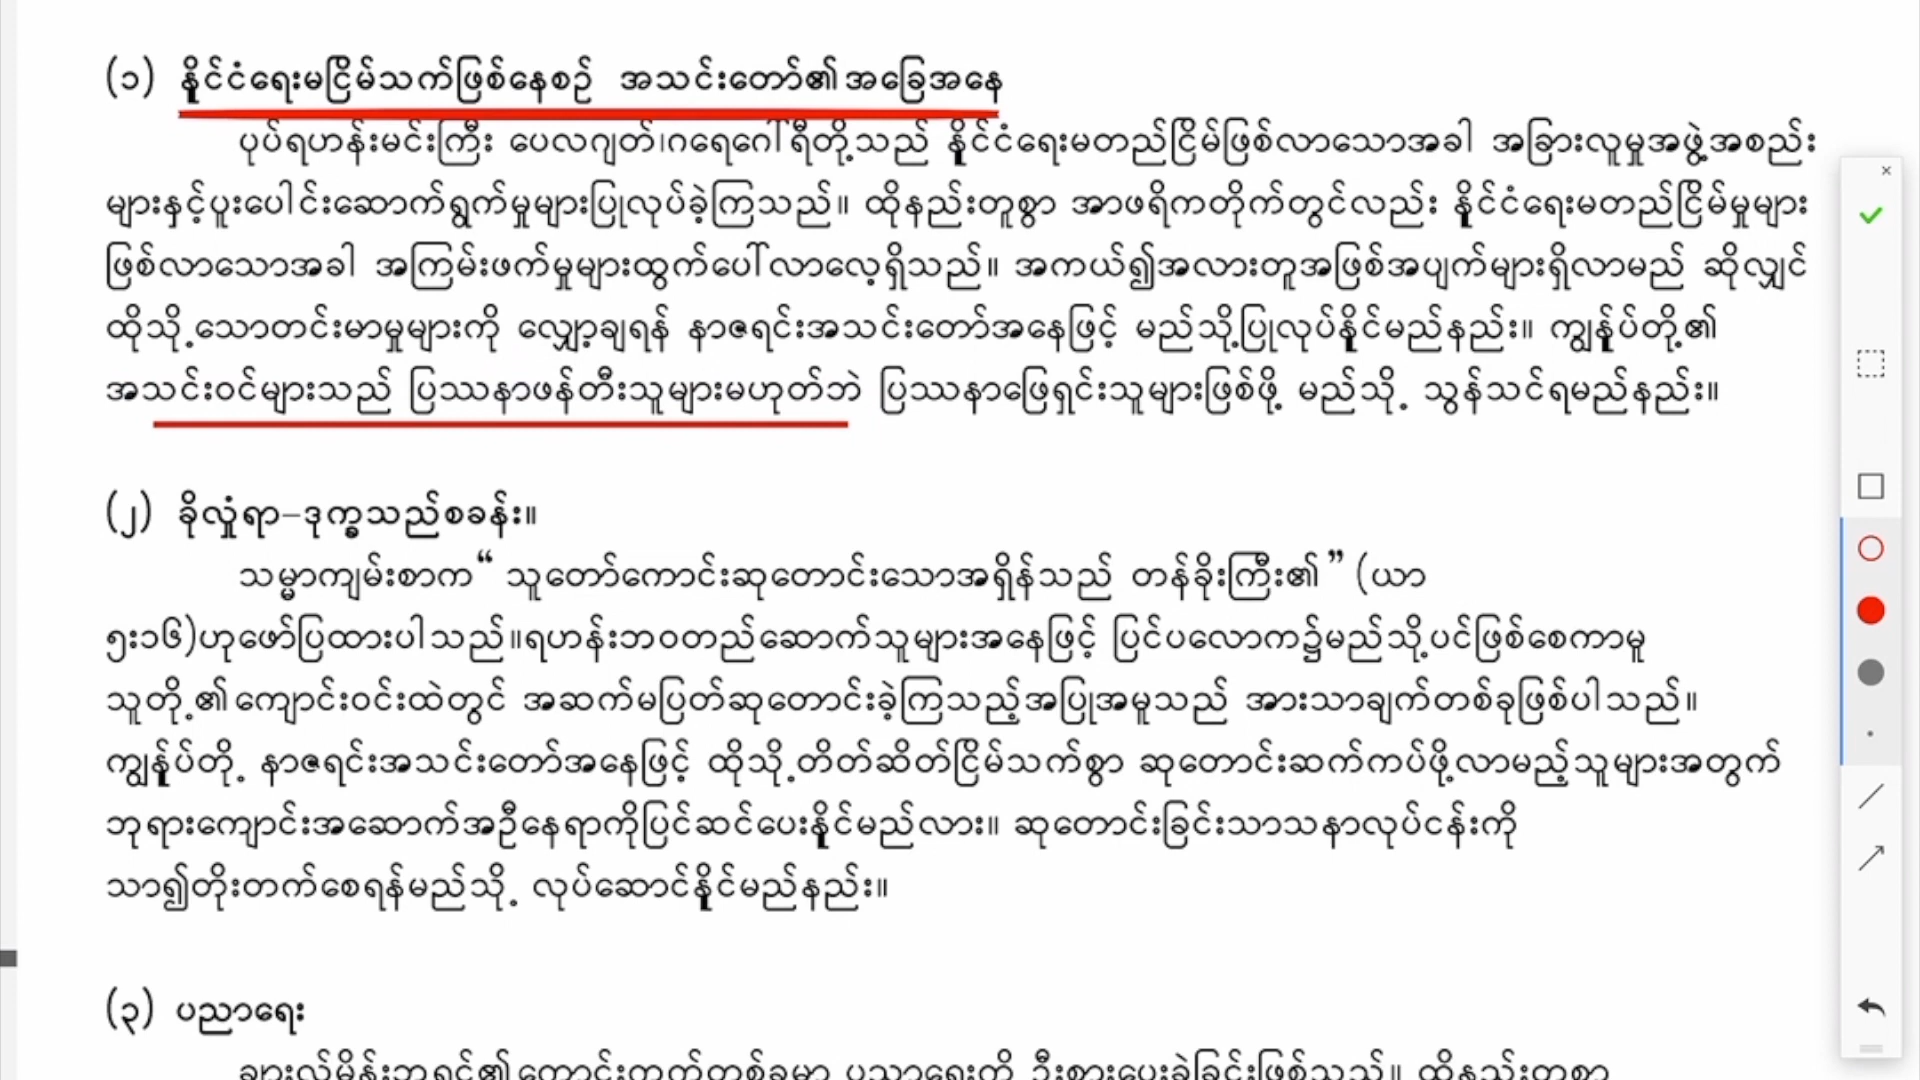 (၁) နိုင်ငံရေးမငြိမ်သက်ဖြစ်နေစဉ် အသင်းတော်၏အခြေအနေ
ပုပ်ရဟန်းမင်းကြီး ပေလဂျတ်၊ဂရေဂေါ်ရီတို့သည် နိုင်ငံရေးမတည်ငြိမ်ဖြစ်လာသောအခါ အခြားလူမှုအဖွဲ့အစည်း
များနှင့်ပူးပေါင်းဆောက်ရွက်မှုများပြုလုပ်ခဲ့ကြသည်။ ထိုနည်းတူစွာ အာဖရိကတိုက်တွင်လည်း နိုင်ငံရေးမတည်ငြိမ်မှုများ
ဖြစ်လာသောအခါ အကြမ်းဖက်မှုများထွက်ပေါ်လာလေ့ရှိသည်။ အကယ်၍အလားတူအဖြစ်အပျက်များရှိလာမည် ဆိုလျှင်
ထိုသို့သောတင်းမာမှုများကို လျှော့ချရန် နာဇရင်းအသင်းတော်အနေဖြင့် မည်သို့ပြုလုပ်နိုင်မည်နည်း။ ကျွန်ုပ်တို့၏
အသင်းဝင်များသည် ပြဿနာဖန်တီးသူများမဟုတ်ဘဲ ပြဿနာဖြေရှင်းသူများဖြစ်ဖို့ မည်သို့ သွန်သင်ရမည်နည်း။
(၂) ခိုလှုံရာ–ဒုက္ခသည်စခန်း။
သမ္မာကျမ်းစာက“ သူတော်ကောင်းဆုတောင်းသောအရှိန်သည် တန်ခိုးကြီး၏” (ယာ
၅း၁၆)ဟုဖော်ပြထားပါသည်။ရဟန်းဘဝတည်ဆောက်သူများအနေဖြင့် ပြင်ပလောက၌မည်သို့ပင်ဖြစ်စေကာမူ
သူတို့၏ကျောင်းဝင်းထဲတွင် အဆက်မပြတ်ဆုတောင်းခဲ့ကြသည့်အပြုအမူသည် အားသာချက်တစ်ခုဖြစ်ပါသည်။
ကျွန်ုပ်တို့ နာဇရင်းအသင်းတော်အနေဖြင့် ထိုသို့တိတ်ဆိတ်ငြိမ်သက်စွာ ဆုတောင်းဆက်ကပ်ဖို့လာမည့်သူများအတွက်
ဘုရားကျောင်းအဆောက်အဦနေရာကိုပြင်ဆင်ပေးနိုင်မည်လား။ ဆုတောင်းခြင်းသာသနာလုပ်ငန်းကို
သာ၍တိုးတက်စေရန်မည်သို့ လုပ်ဆောင်နိုင်မည်နည်း။
(၃) ပညာရေး